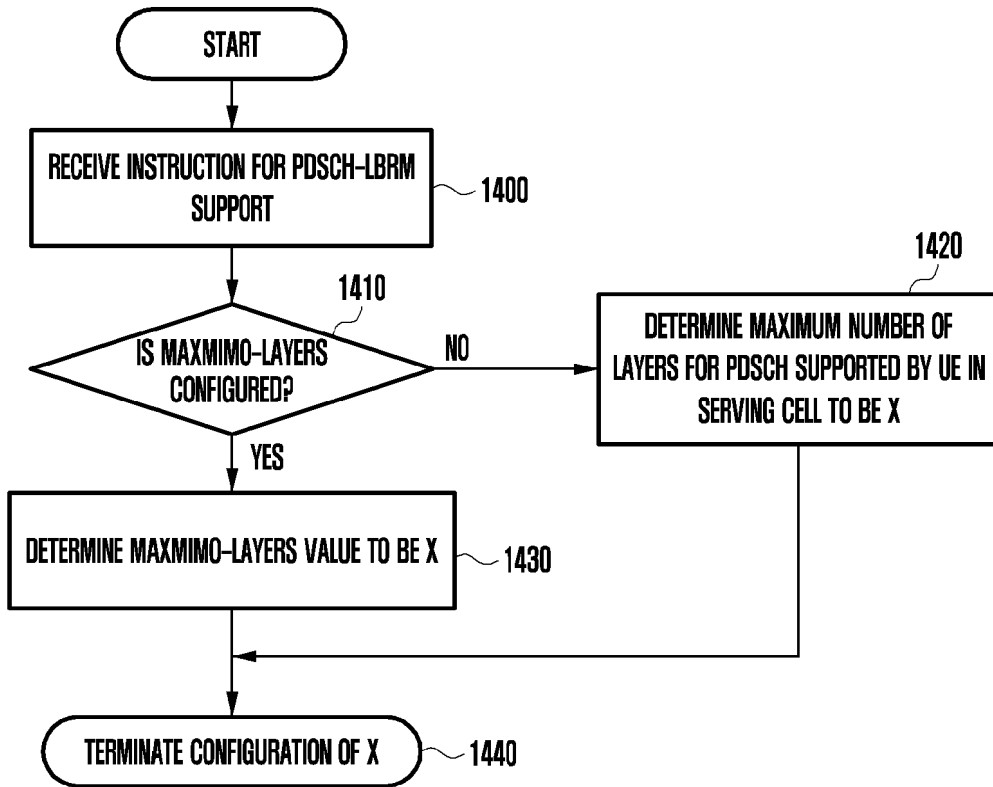 START
RECEIVE INSTRUCTION FOR PDSCH-LBRM
SUPPORT
1400
1410
IS MAXMIMO-LAYERS
CONFIGURED?
NO
1420
DETERMINE MAXIMUM NUMBER OF
LAYERS FOR PDSCH SUPPORTED BY UE IN
SERVING CELL TO BE X
YES
DETERMINE MAXMIMO-LAYERS VALUE TO BE X
1430
TERMINATE CONFIGURATION OF X
1440